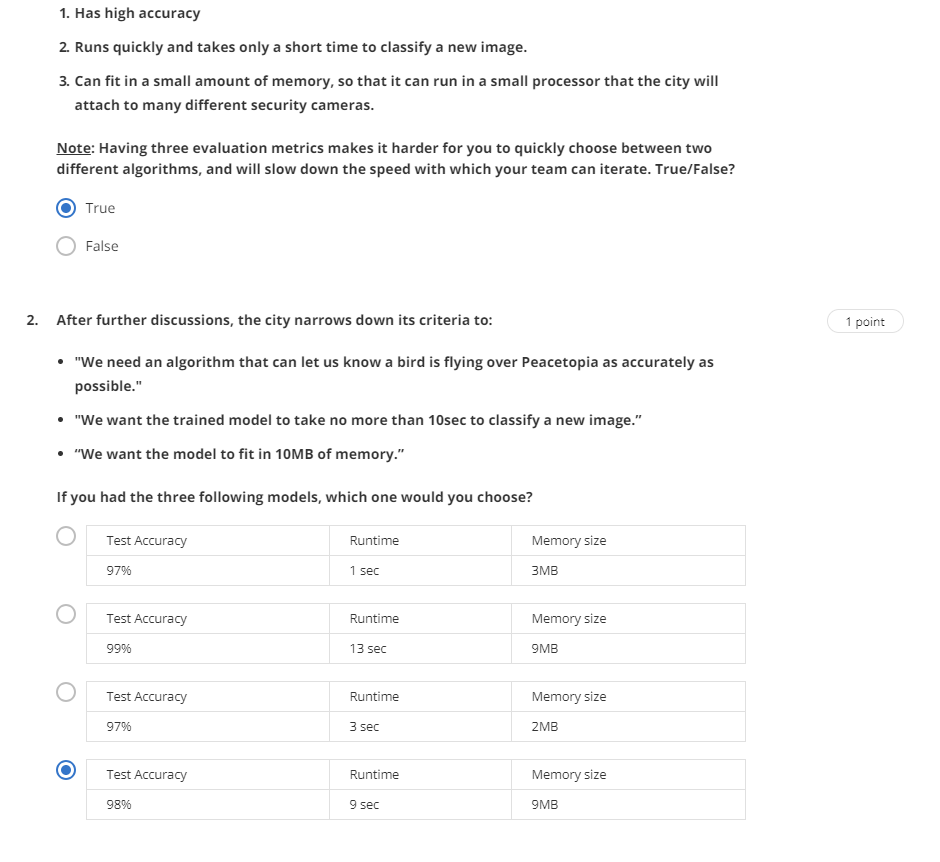 1. Has high accuracy
2. Runs quickly and takes only a short time to classify a new image.
3. Can fit in a small amount of memory, so that it can run in a small processor that the city will
attach to many different security cameras.
Note: Having three evaluation metrics makes it harder for you to quickly choose between two
different algorithms, and will slow down the speed with which your team can iterate. True/False?
True
False
2. After further discussions, the city narrows down its criteria to:
1 point
• "We need an algorithm that can let us know a bird is flying over Peacetopia as accurately as
possible."
• "We want the trained model to take no more than 10sec to classify a new image.”
• “We want the model to fit in 10MB of memory.”
If you had the three following models, which one would you choose?
Test Accuracy Runtime Memory size
97% 1 sec 3MB
Test Accuracy Runtime Memory size
99% 13 sec 9MB
Test Accuracy Runtime Memory size
97% 3 sec 2MB
Test Accuracy Runtime Memory size
98% 9 sec 9MB